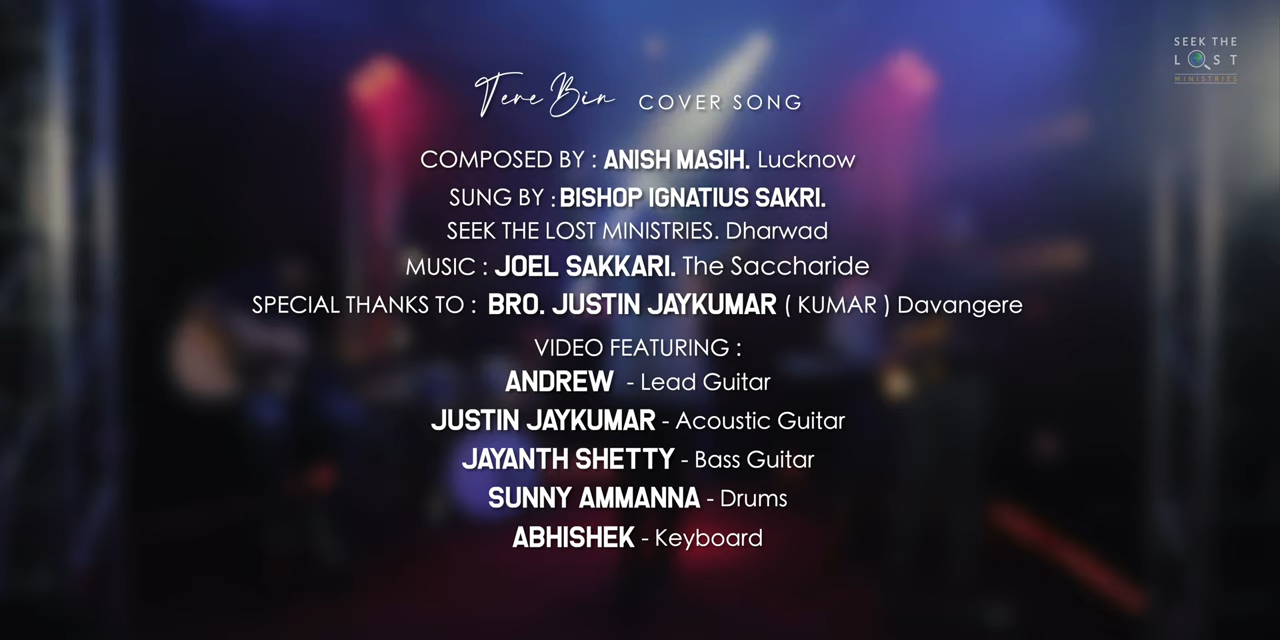 SEEK THE
LOST
MINISTRIES
Tere Bin COVER SONG
COMPOSED BY : ANISH MASIH. Lucknow
SUNG BY : BISHOP IGNATIUS SAKRI.
SEEK THE LOST MINISTRIES. Dharwad
MUSIC : JOEL SAKKARI. The Saccharide
SPECIAL THANKS TO : BRO. JUSTIN JAYKUMAR ( KUMAR ) Davangere
VIDEO FEATURING :
ANDREW - Lead Guitar
JUSTIN JAYKUMAR - Acoustic Guitar
JAYANTH SHETTY - Bass Guitar
SUNNY AMMANNA - Drums
ABHISHEK - Keyboard